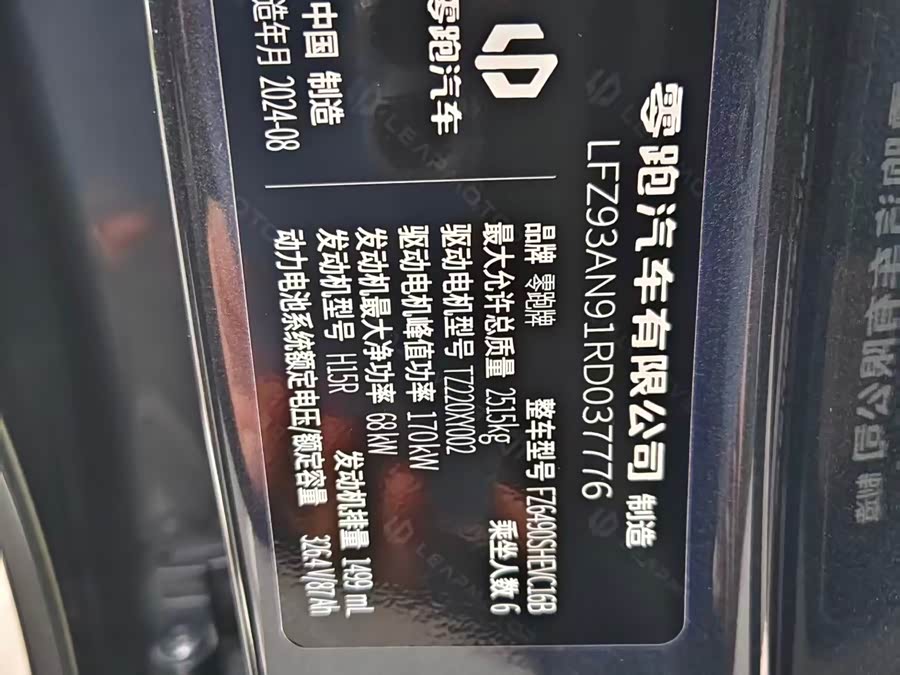 零跑汽车有限公司 制造
LFZ93AN91RD037776
零跑汽车
中国 制造
造年月 2024-08
品牌 零跑牌 整车型号 FZ6490SHEVC16B
最大允许总质量 2515kg 乘坐人数 6
驱动电机型号 TZ220XY002
驱动电机峰值功率 170kW
发动机最大净功率 68kW
发动机型号 H15R 发动机排量 1499 mL
动力电池系统额定电压/额定容量 326.4V/87Ah
LEAPMOTOR